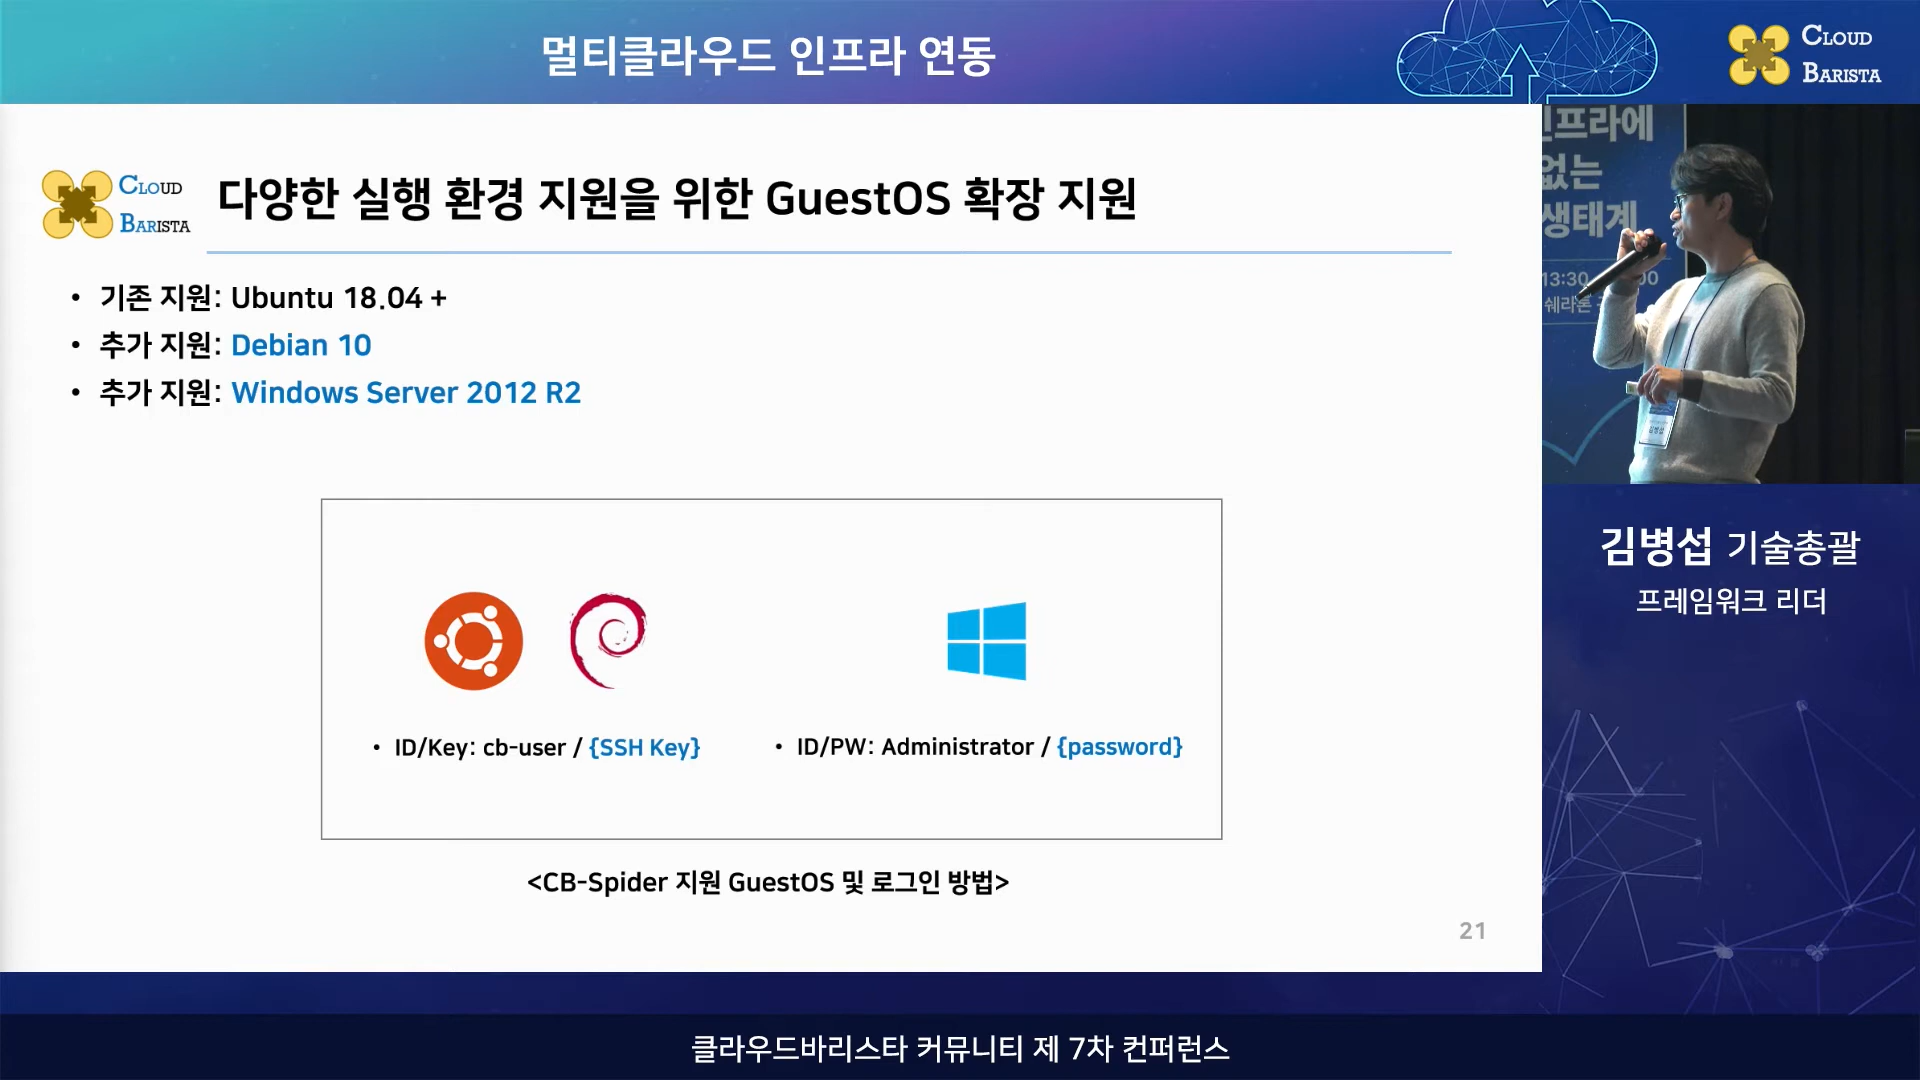 멀티클라우드 인프라 연동
CLOUD
BARISTA
CLOUD
BARISTA
다양한 실행 환경 지원을 위한 GuestOS 확장 지원
• 기존 지원: Ubuntu 18.04 +
• 추가 지원: Debian 10
• 추가 지원: Windows Server 2012 R2
• ID/Key: cb-user / {SSH Key}
• ID/PW: Administrator / {password}
<CB-Spider 지원 GuestOS 및 로그인 방법>
21
인프라에
없는
생태계
13:30
쉐라톤
김병섭
김병섭 기술총괄
프레임워크 리더
클라우드바리스타 커뮤니티 제 7차 컨퍼런스